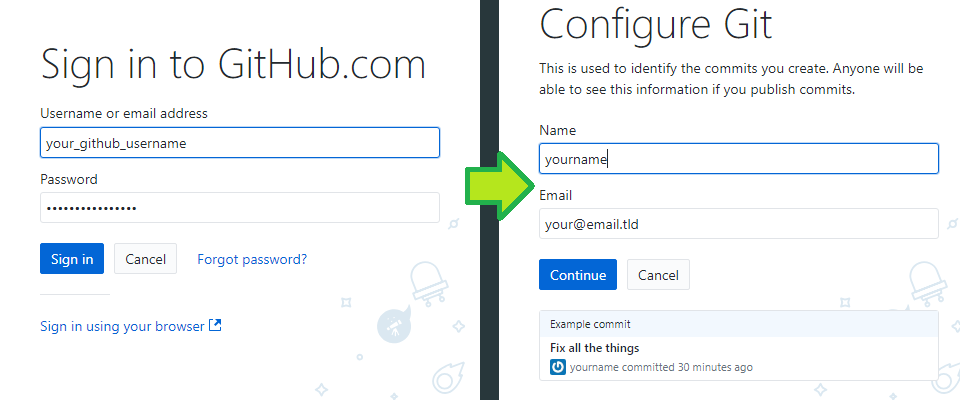 Sign in to GitHub.com
Username or email address
your_github_username
Password
••••••••••••••••
Sign in Cancel Forgot password?
Sign in using your browser
Configure Git
This is used to identify the commits you create. Anyone will be
able to see this information if you publish commits.
Name
yourname
Email
your@email.tld
Continue Cancel
Example commit
Fix all the things
yourname committed 30 minutes ago